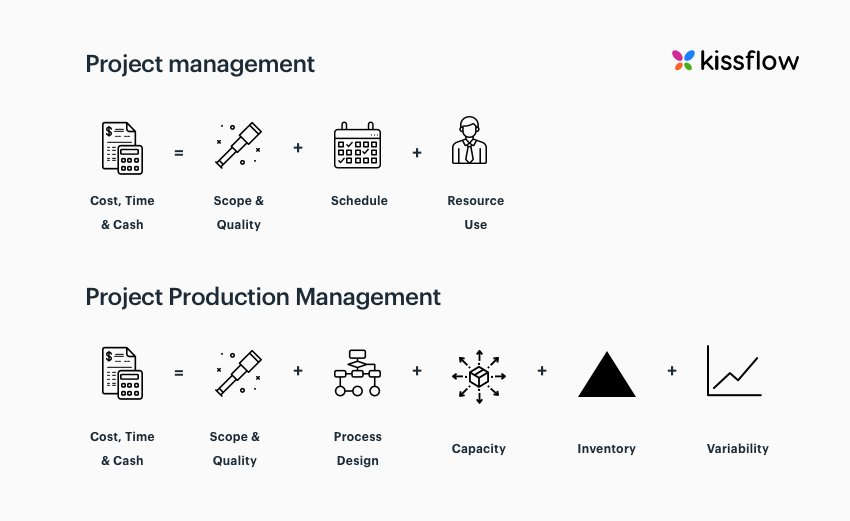 Project management
kissflow
$
=
+
+
Cost, Time
& Cash
Scope &
Quality
Schedule
Resource
Use
Project Production Management
$
=
+
+
+
+
Cost, Time
& Cash
Scope &
Quality
Process
Design
Capacity
Inventory
Variability